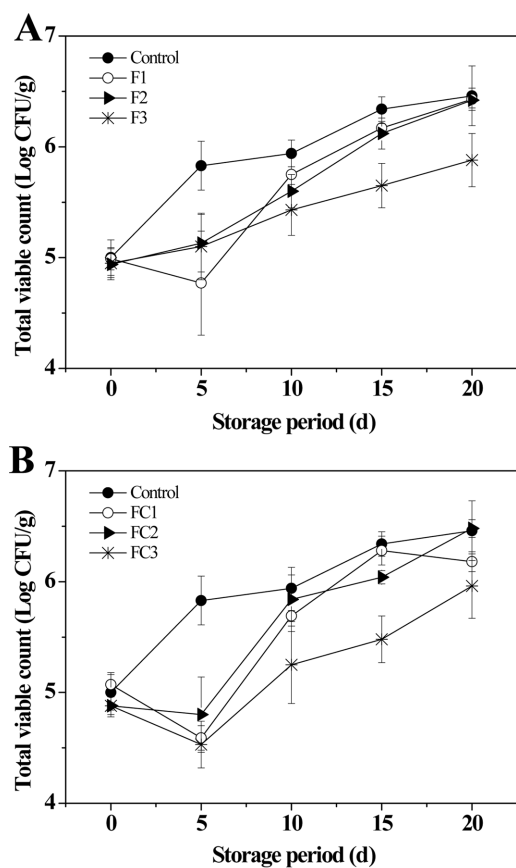 A
Total viable count (Log CFU/g)
7
6
5
4
Control
F1
F2
F3
0 5 10 15 20
Storage period (d)
B
Total viable count (Log CFU/g)
7
6
5
4
Control
FC1
FC2
FC3
0 5 10 15 20
Storage period (d)